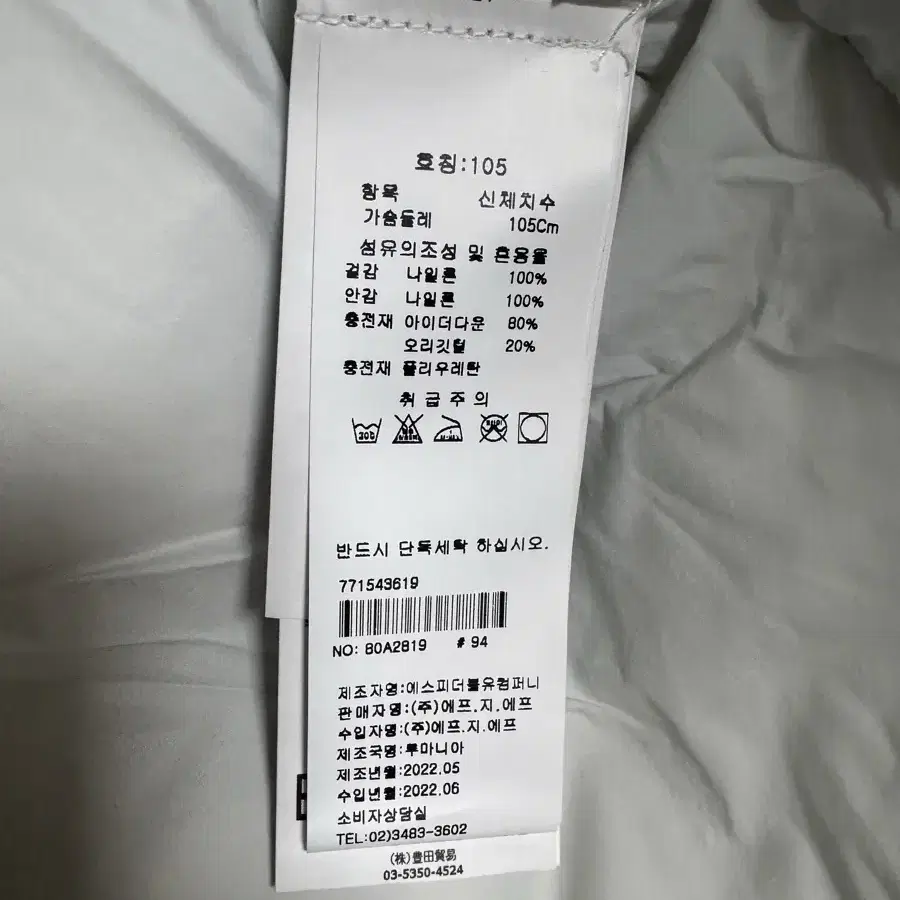 호칭:105
항목 신체치수
가슴둘레 105Cm
섬유의조성 및 혼용율
겉감 나일론 100%
안감 나일론 100%
충전재 아이더다운 80%
오리깃털 20%
충전재 폴리우레탄
취급주의
반드시 단독세탁 하십시오.
771543619
NO: 80A2819 # 94
제조자명:에스피더블유컴퍼니
판매자명:(주)에프.지.에프
수입자명:(주)에프.지.에프
제조국명:루마니아
제조년월:2022.05
수입년월:2022.06
소비자상담실
TEL:02)3483-3602
(株)豊田貿易
03-5350-4524